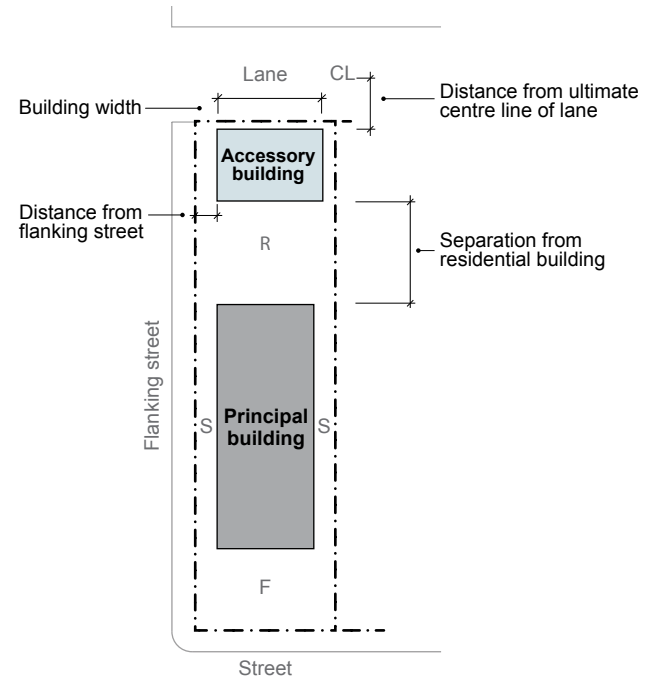 Lane
CL
Distance from ultimate
centre line of lane
Building width
Accessory
building
Distance from
flanking street
R
Separation from
residential building
Flanking street
S
Principal
building
S
F
Street